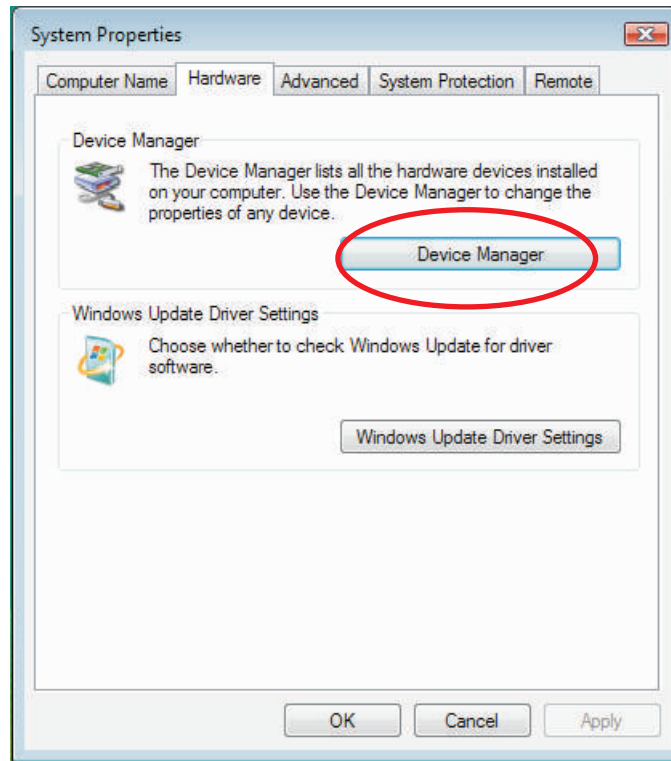 System Properties
Computer Name Hardware Advanced System Protection Remote
Device Manager
The Device Manager lists all the hardware devices installed
on your computer. Use the Device Manager to change the
properties of any device.
Device Manager
Windows Update Driver Settings
Choose whether to check Windows Update for driver
software.
Windows Update Driver Settings
OK Cancel Apply